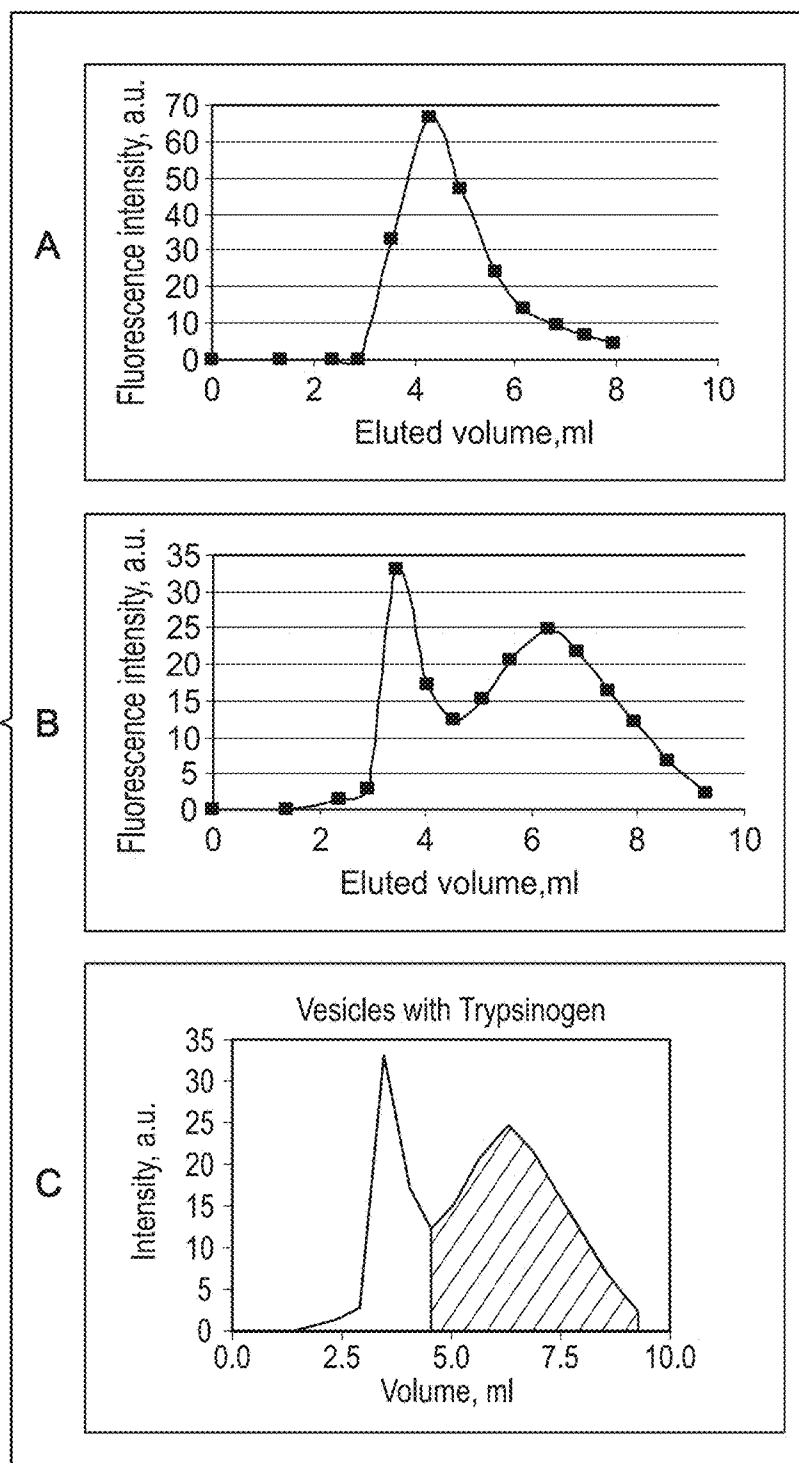 A
Fluorescence intensity, a.u.
70
60
50
40
30
20
10
0
0 2 4 6 8 10
Eluted volume,ml
B
Fluorescence intensity, a.u.
35
30
25
20
15
10
5
0
0 2 4 6 8 10
Eluted volume,ml
C
Vesicles with Trypsinogen
Intensity, a.u.
35
30
25
20
15
10
5
0
0.0 2.5 5.0 7.5 10.0
Volume, ml